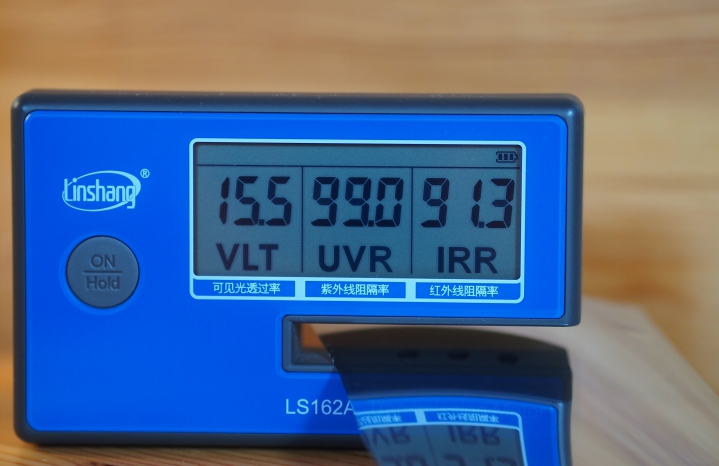 Linshang®
15.5 99.0 91.3
VLT UVR IRR
可见光透过率 紫外线阻隔率 红外线阻隔率
ON
Hold
LS162A